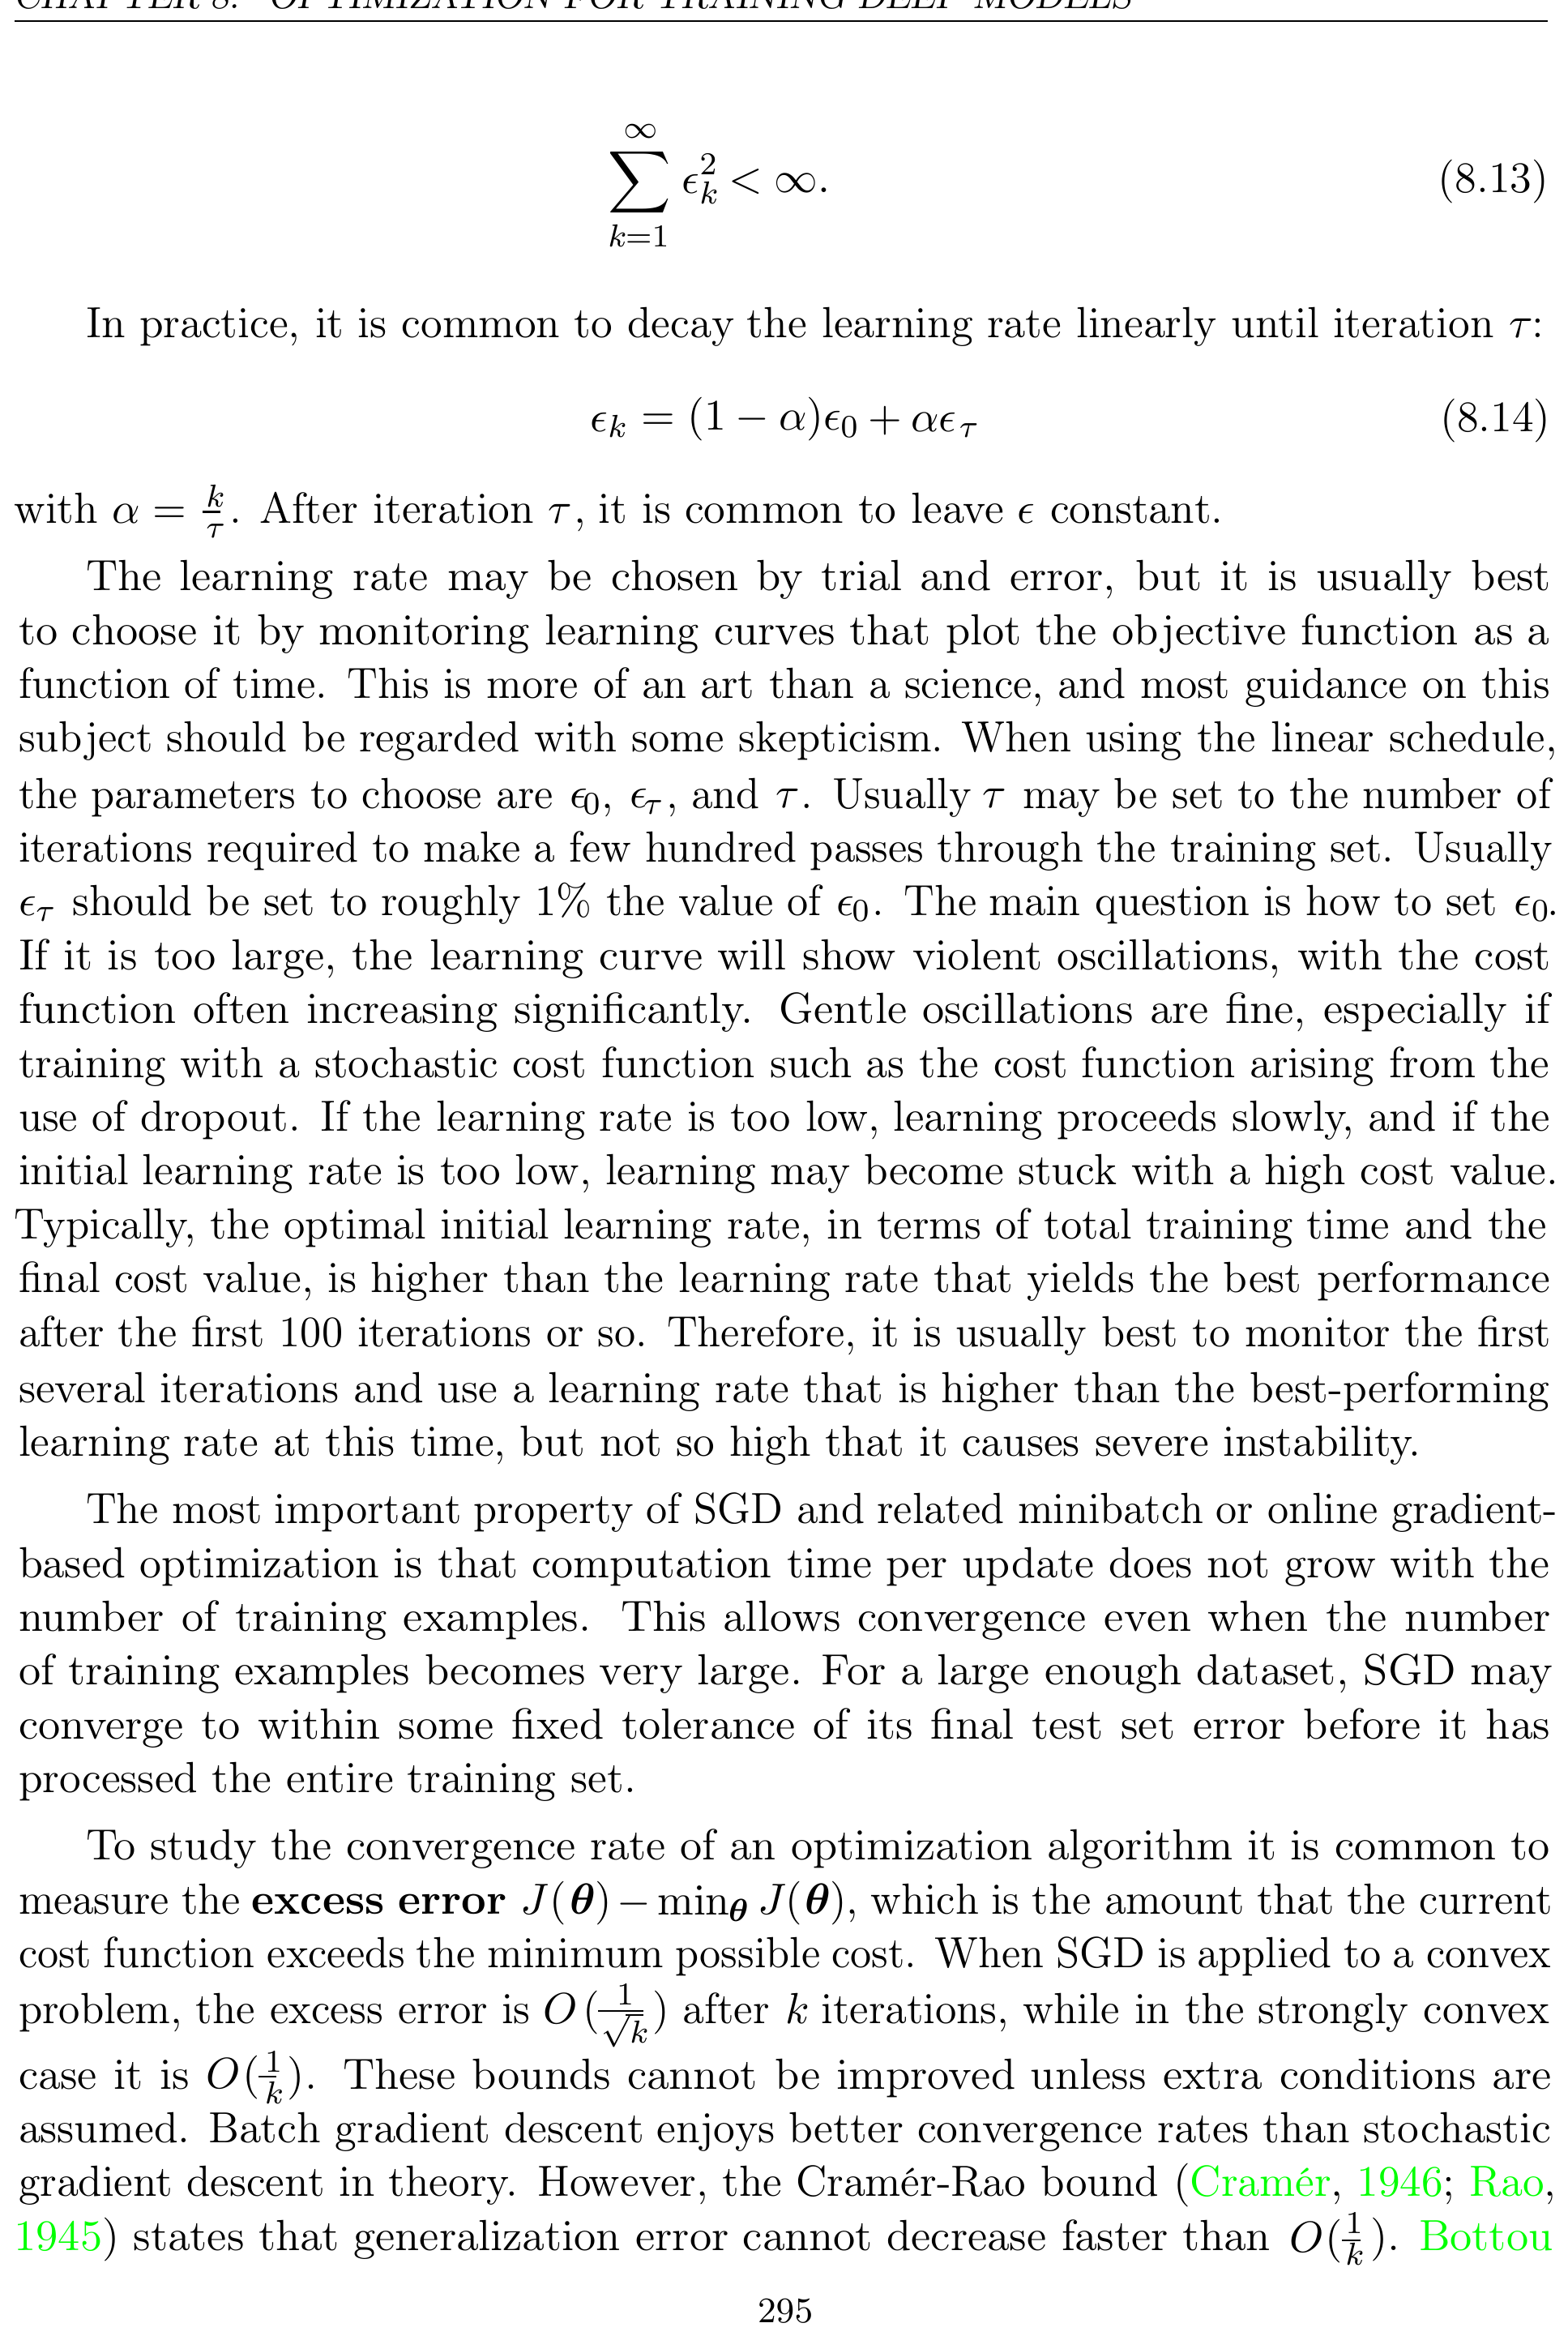 CHAPTER 8. OPTIMIZATION FOR TRAINING DEEP MODELS
∞
∑ ϵ²ₖ < ∞. (8.13)
k=1
In practice, it is common to decay the learning rate linearly until iteration τ:
ϵₖ = (1 − α)ϵ₀ + αϵ_τ (8.14)
with α = k/τ. After iteration τ, it is common to leave ϵ constant.
The learning rate may be chosen by trial and error, but it is usually best
to choose it by monitoring learning curves that plot the objective function as a
function of time. This is more of an art than a science, and most guidance on this
subject should be regarded with some skepticism. When using the linear schedule,
the parameters to choose are ϵ₀, ϵ_τ, and τ. Usually τ may be set to the number of
iterations required to make a few hundred passes through the training set. Usually
ϵ_τ should be set to roughly 1% the value of ϵ₀. The main question is how to set ϵ₀.
If it is too large, the learning curve will show violent oscillations, with the cost
function often increasing significantly. Gentle oscillations are fine, especially if
training with a stochastic cost function such as the cost function arising from the
use of dropout. If the learning rate is too low, learning proceeds slowly, and if the
initial learning rate is too low, learning may become stuck with a high cost value.
Typically, the optimal initial learning rate, in terms of total training time and the
final cost value, is higher than the learning rate that yields the best performance
after the first 100 iterations or so. Therefore, it is usually best to monitor the first
several iterations and use a learning rate that is higher than the best-performing
learning rate at this time, but not so high that it causes severe instability.
The most important property of SGD and related minibatch or online gradient-
based optimization is that computation time per update does not grow with the
number of training examples. This allows convergence even when the number
of training examples becomes very large. For a large enough dataset, SGD may
converge to within some fixed tolerance of its final test set error before it has
processed the entire training set.
To study the convergence rate of an optimization algorithm it is common to
measure the excess error J(θ) − min_θ J(θ), which is the amount that the current
cost function exceeds the minimum possible cost. When SGD is applied to a convex
problem, the excess error is O(1/√k) after k iterations, while in the strongly convex
case it is O(1/k). These bounds cannot be improved unless extra conditions are
assumed. Batch gradient descent enjoys better convergence rates than stochastic
gradient descent in theory. However, the Cramér-Rao bound (Cramér, 1946; Rao,
1945) states that generalization error cannot decrease faster than O(1/k). Bottou
295